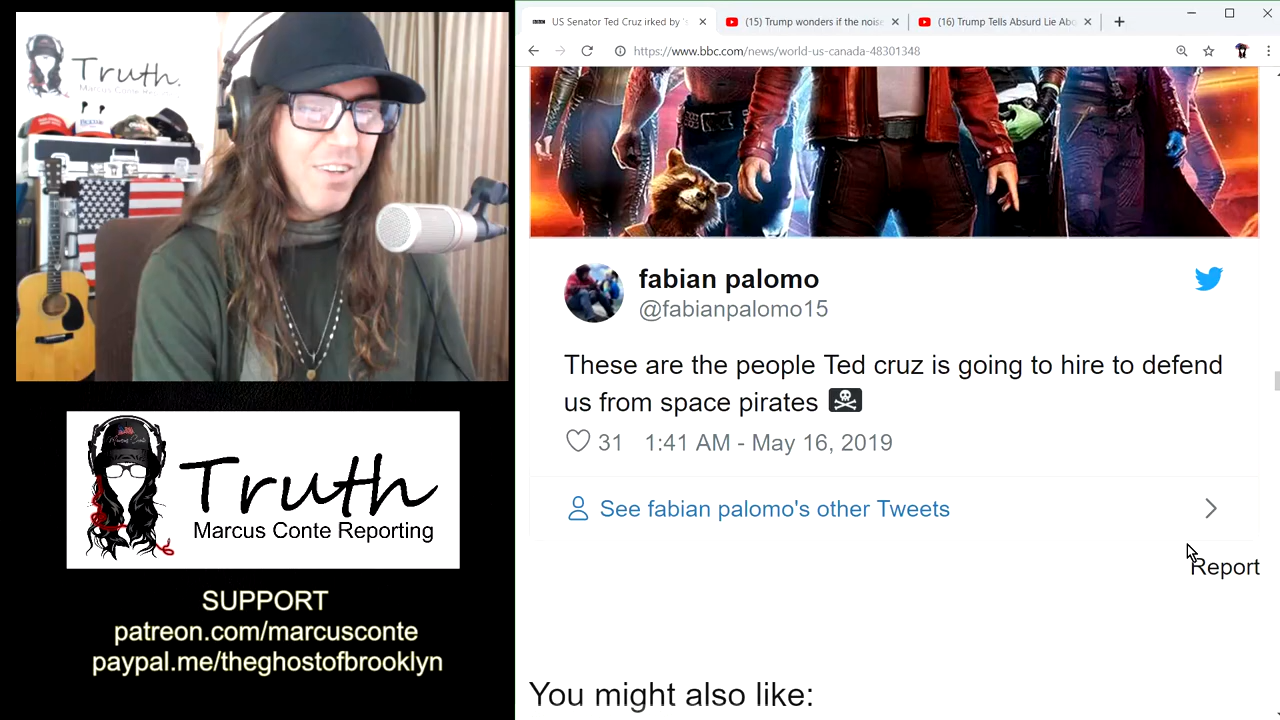 Truth.
Marcus Conte Reporting
Truth
Marcus Conte Reporting
SUPPORT
patreon.com/marcusconte
paypal.me/theghostofbrooklyn
US Senator Ted Cruz irked by 's
(15) Trump wonders if the noise
(16) Trump Tells Absurd Lie Abo
https://www.bbc.com/news/world-us-canada-48301348
fabian palomo
@fabianpalomo15
These are the people Ted cruz is going to hire to defend
us from space pirates
31 1:41 AM - May 16, 2019
See fabian palomo's other Tweets
Report
You might also like: